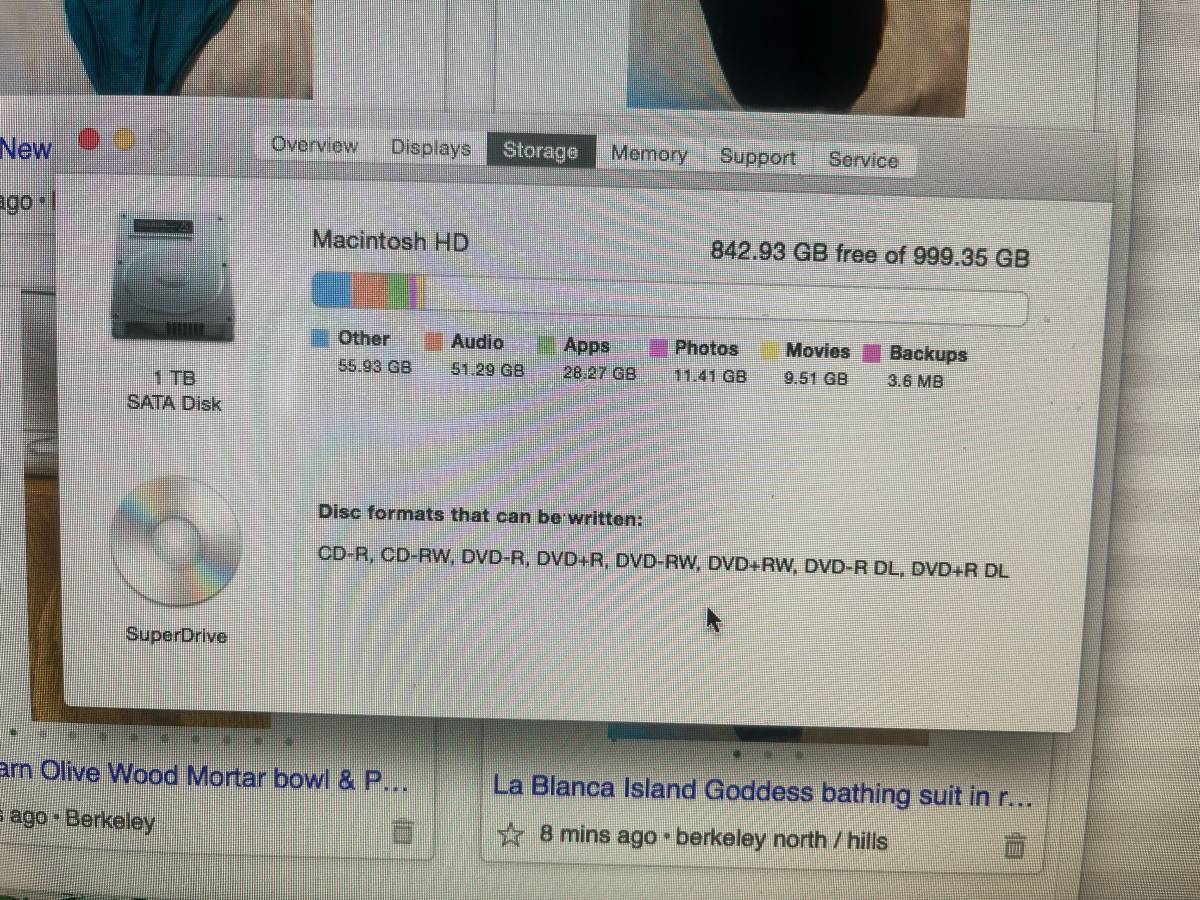 New
ago •
Overview Displays Storage Memory Support Service
Macintosh HD
842.93 GB free of 999.35 GB
Other Audio Apps Photos Movies Backups
55.93 GB 51.29 GB 28.27 GB 11.41 GB 9.51 GB 3.6 MB
1 TB
SATA Disk
Disc formats that can be written:
CD-R, CD-RW, DVD-R, DVD+R, DVD-RW, DVD+RW, DVD-R DL, DVD+R DL
SuperDrive
arn Olive Wood Mortar bowl & P...
s ago • Berkeley
La Blanca Island Goddess bathing suit in r...
8 mins ago • berkeley north / hills